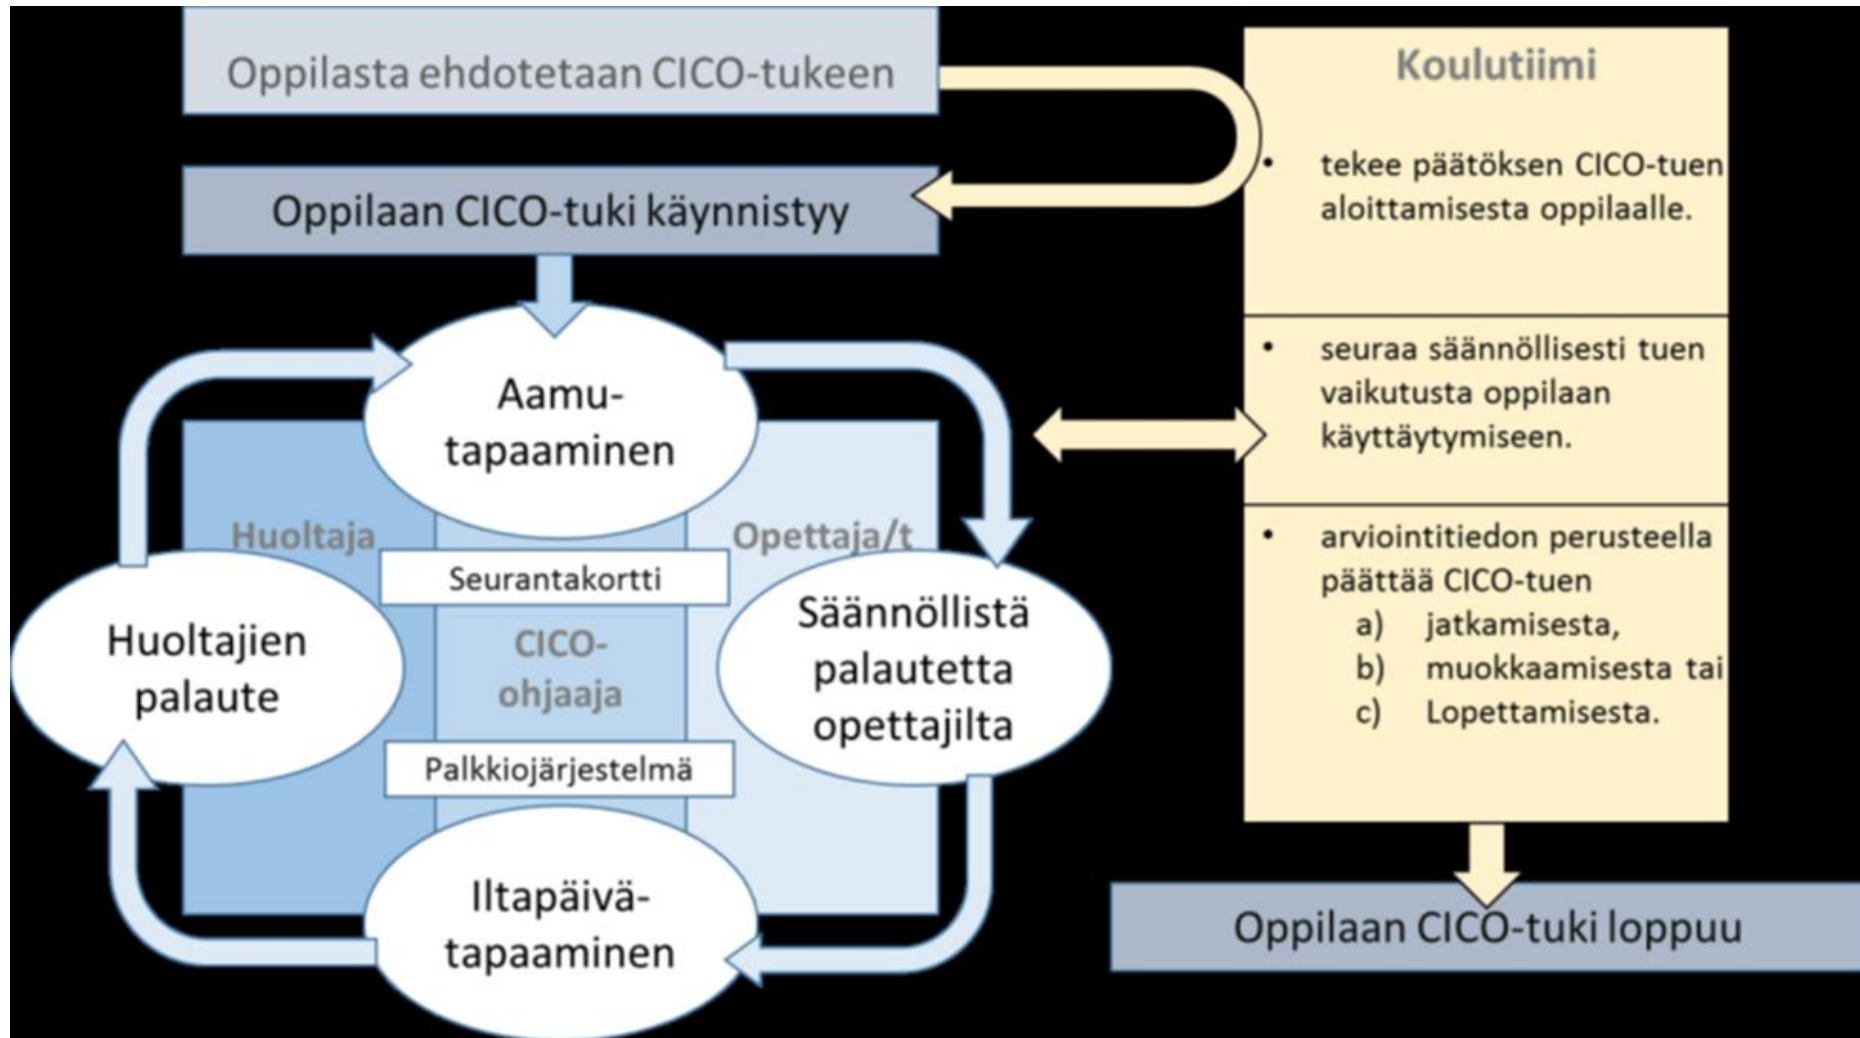 Oppilasta ehdotetaan CICO-tukeen
Oppilaan CICO-tuki käynnistyy
Aamu-
tapaaminen
Huoltaja
Opettaja/t
Seurantakortti
Huoltajien
palaute
CICO-
ohjaaja
Säännöllistä
palautetta
opettajilta
Palkkiojärjestelmä
Iltapäivä-
tapaaminen
Koulutiimi
• tekee päätöksen CICO-tuen
aloittamisesta oppilaalle.
• seuraa säännöllisesti tuen
vaikutusta oppilaan
käyttäytymiseen.
• arviointitiedon perusteella
päättää CICO-tuen
a) jatkamisesta,
b) muokkaamisesta tai
c) Lopettamisesta.
Oppilaan CICO-tuki loppuu